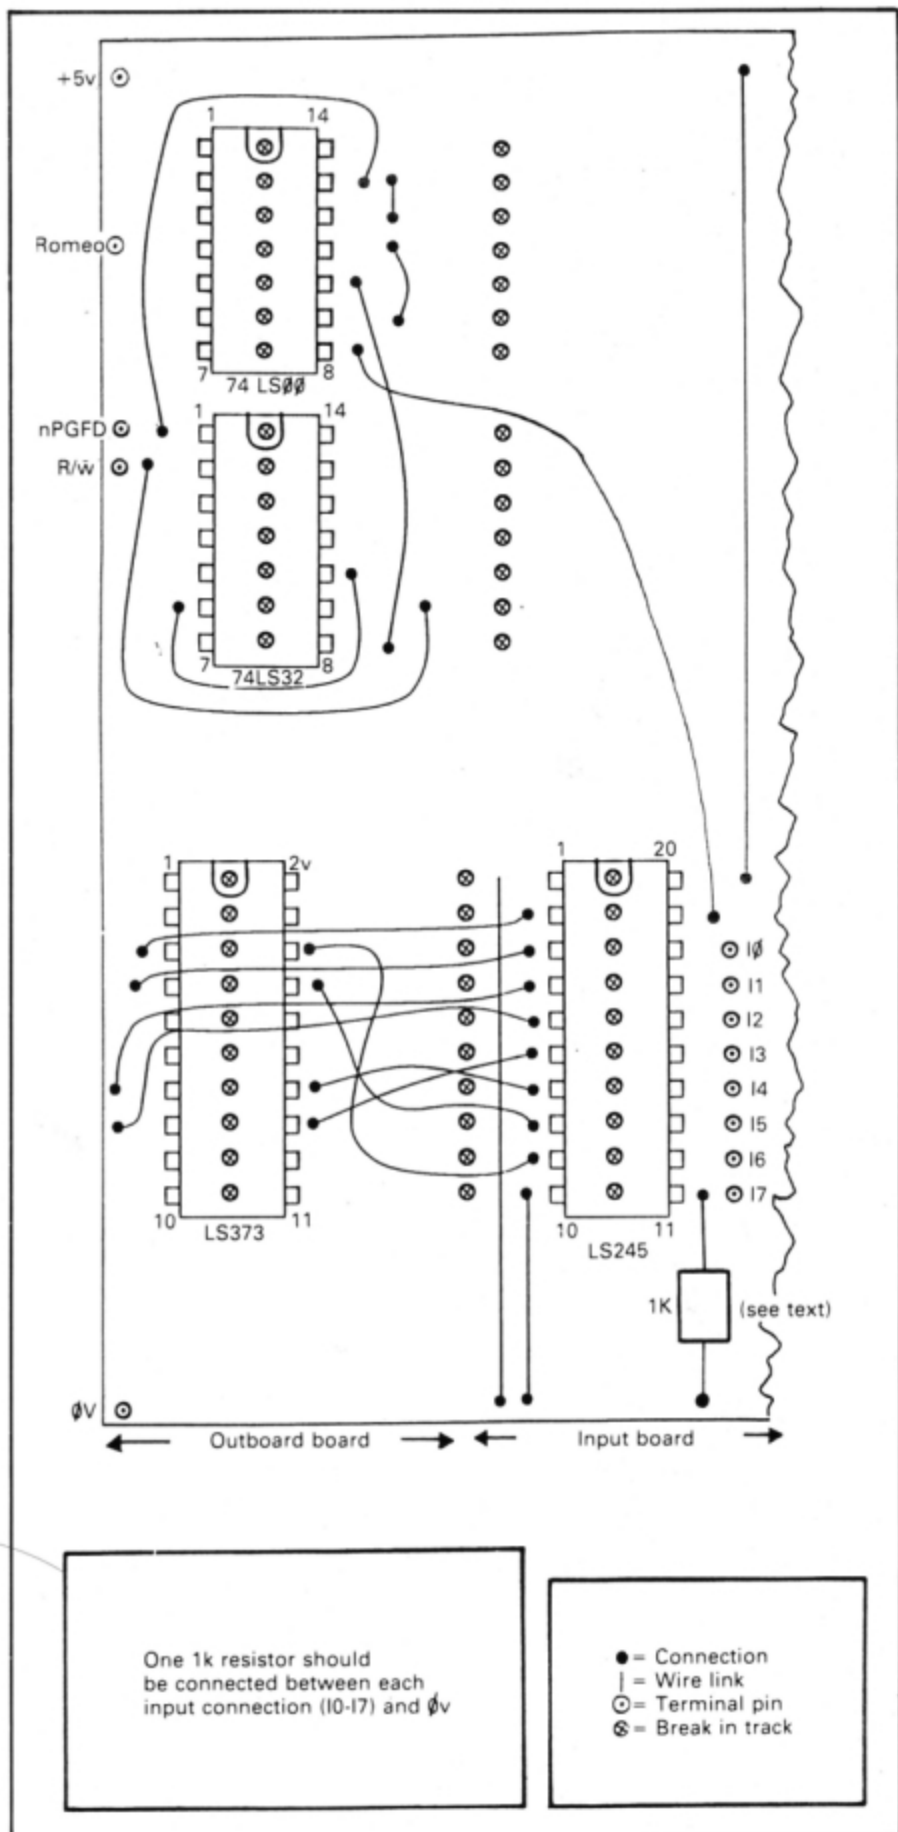 +5v
1 14
Romeo
7 8
74 LSØØ
1 14
nPGFD
R/w̄
7 8
74LS32
1 2v
1 20
IØ
I1
I2
I3
I4
I5
I6
I7
10 11
LS373
10 11
LS245
1K
(see text)
ØV
Outboard board
Input board
One 1k resistor should
be connected between each
input connection (I0-I7) and Øv
= Connection
= Wire link
= Terminal pin
= Break in track